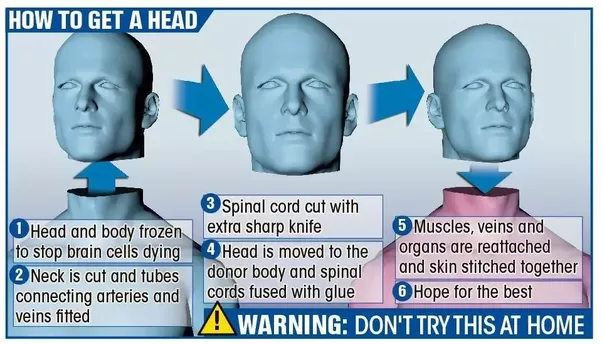 HOW TO GET A HEAD
1 Head and body frozen
to stop brain cells dying
2 Neck is cut and tubes
connecting arteries and
veins fitted
3 Spinal cord cut with
extra sharp knife
4 Head is moved to the
donor body and spinal
cords fused with glue
5 Muscles, veins and
organs are reattached
and skin stitched together
6 Hope for the best
! WARNING: DON'T TRY THIS AT HOME